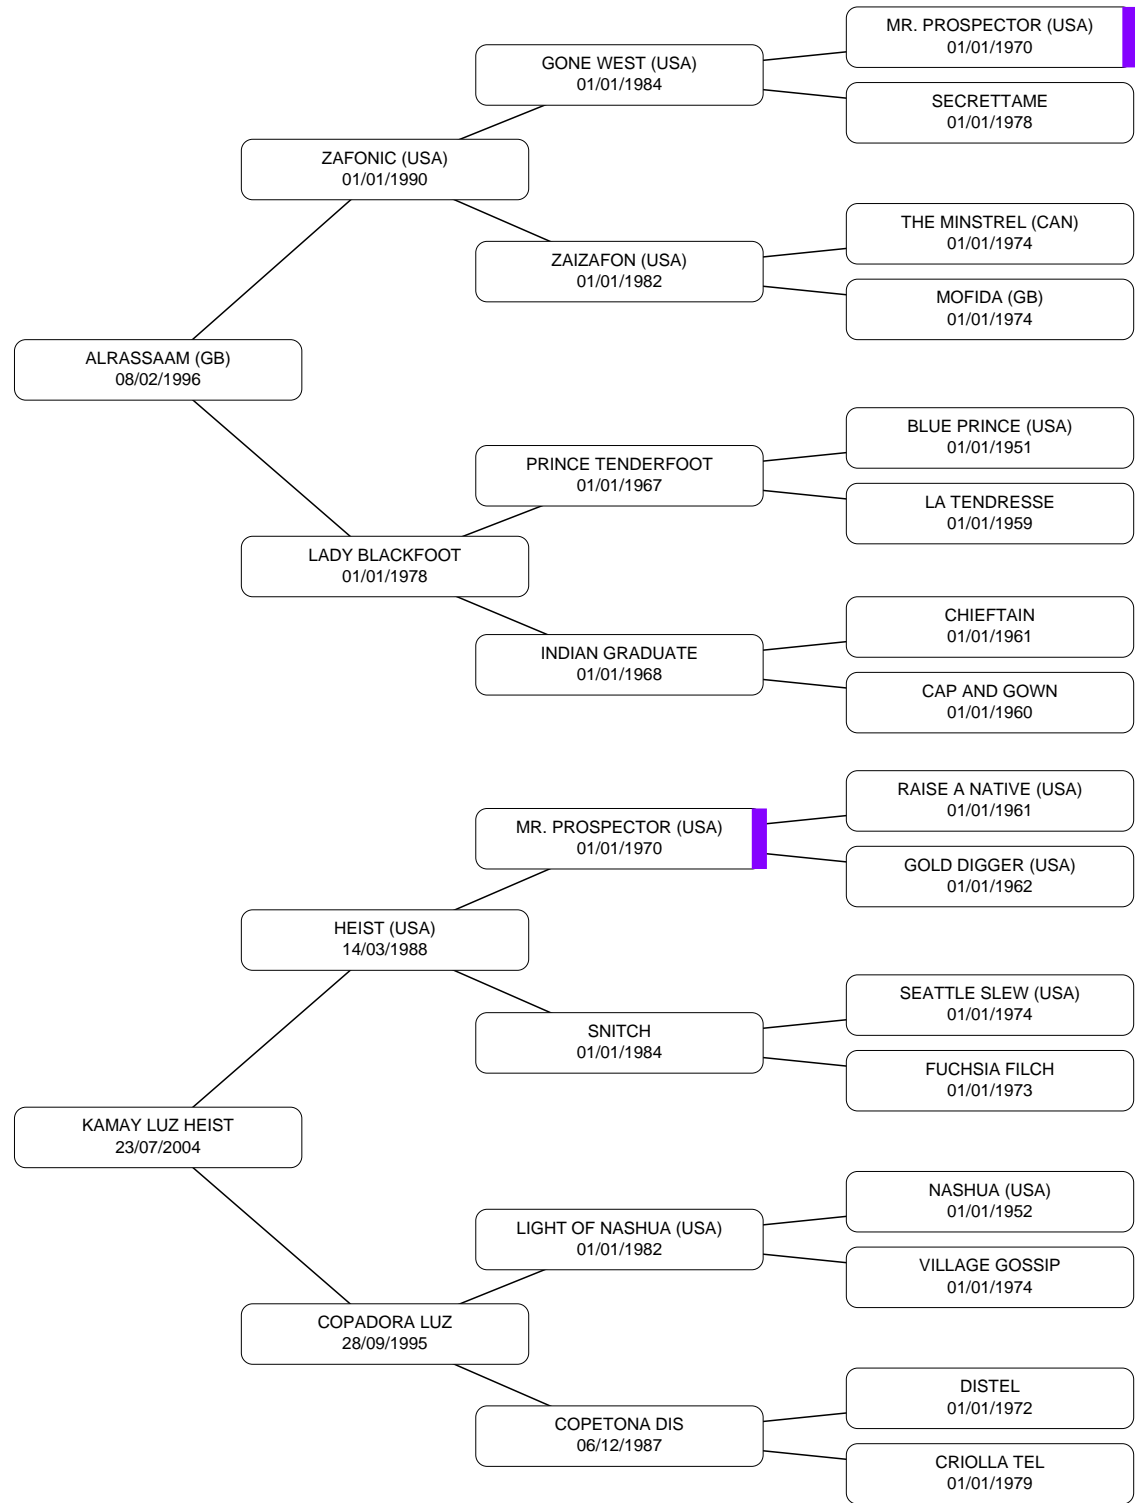 MR. PROSPECTOR (USA)
01/01/1970
GONE WEST (USA)
01/01/1984
SECRETTAME
01/01/1978
ZAFONIC (USA)
01/01/1990
THE MINSTREL (CAN)
01/01/1974
ZAIZAFON (USA)
01/01/1982
MOFIDA (GB)
01/01/1974
ALRASSAAM (GB)
08/02/1996
BLUE PRINCE (USA)
01/01/1951
PRINCE TENDERFOOT
01/01/1967
LA TENDRESSE
01/01/1959
LADY BLACKFOOT
01/01/1978
CHIEFTAIN
01/01/1961
INDIAN GRADUATE
01/01/1968
CAP AND GOWN
01/01/1960
RAISE A NATIVE (USA)
01/01/1961
MR. PROSPECTOR (USA)
01/01/1970
GOLD DIGGER (USA)
01/01/1962
HEIST (USA)
14/03/1988
SEATTLE SLEW (USA)
01/01/1974
SNITCH
01/01/1984
FUCHSIA FILCH
01/01/1973
KAMAY LUZ HEIST
23/07/2004
NASHUA (USA)
01/01/1952
LIGHT OF NASHUA (USA)
01/01/1982
VILLAGE GOSSIP
01/01/1974
COPADORA LUZ
28/09/1995
DISTEL
01/01/1972
COPETONA DIS
06/12/1987
CRIOLLA TEL
01/01/1979